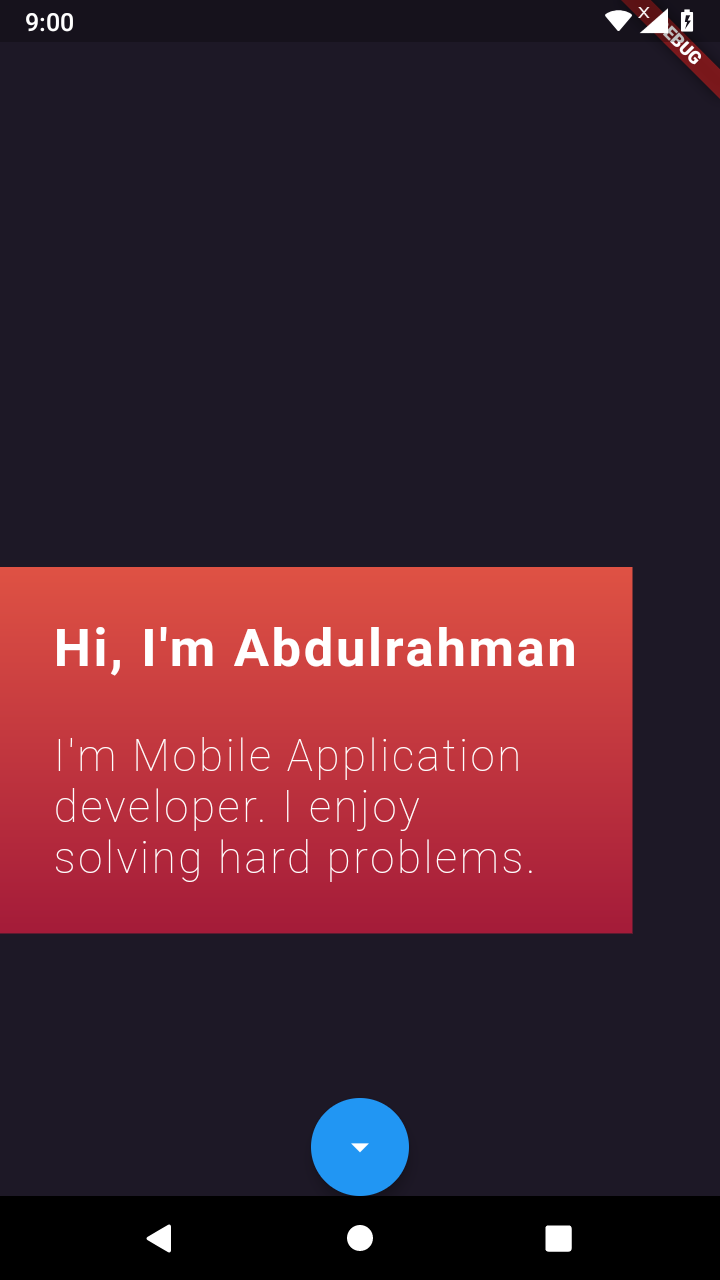 9:00
Hi, I'm Abdulrahman
I'm Mobile Application
developer. I enjoy
solving hard problems.